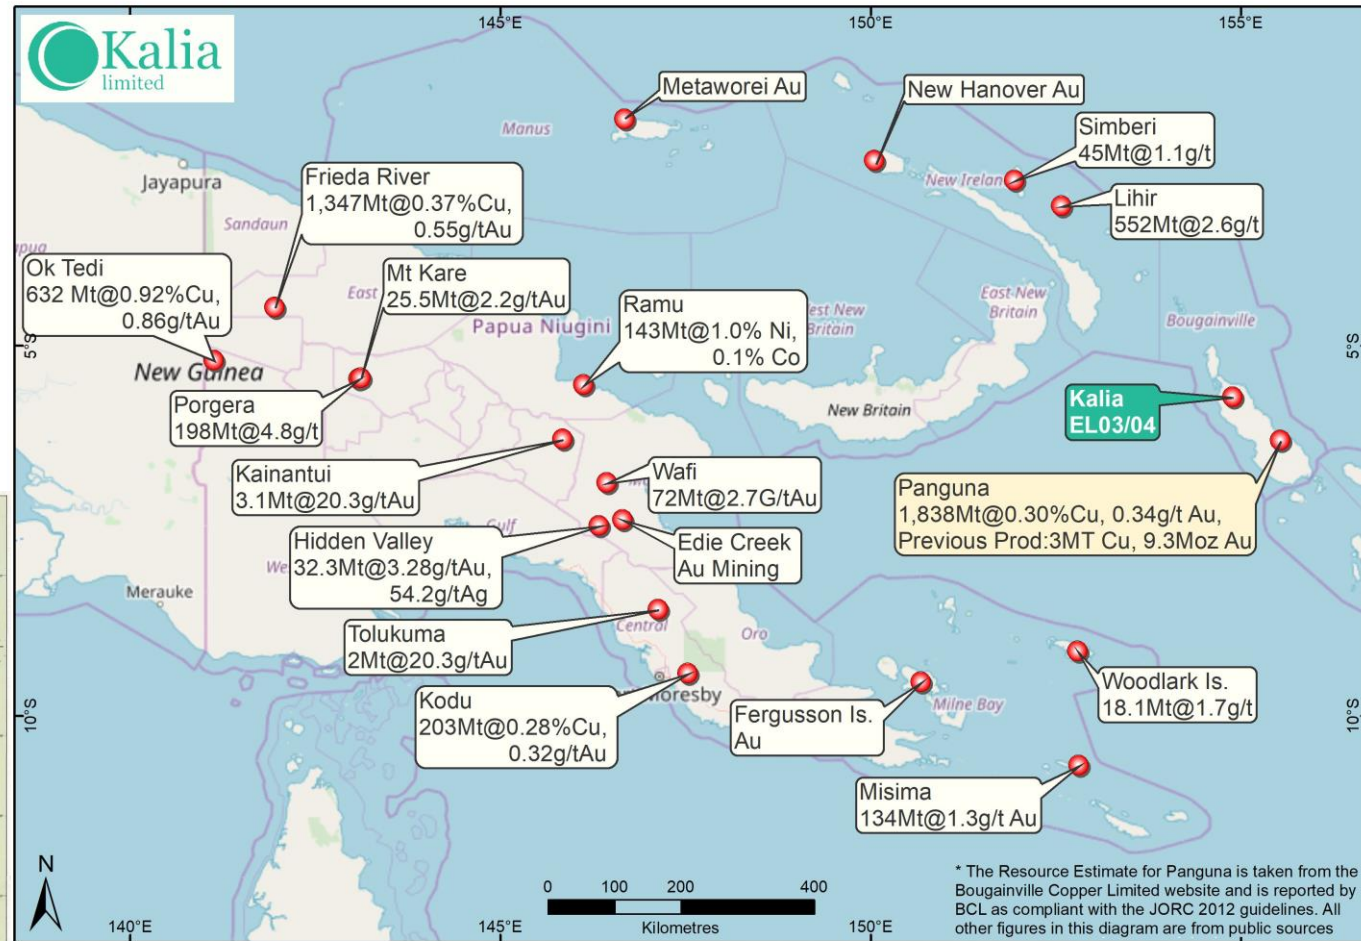 Kalia
limited
145°E
150°E
155°E
Metaworei Au
New Hanover Au
Manus
Simberi
45Mt@1.1g/t
Jayapura
Frieda River
1,347Mt@0.37%Cu,
0.55g/tAu
New Irelan
Lihir
552Mt@2.6g/t
Sandaun
Ok Tedi
632 Mt@0.92%Cu,
0.86g/tAu
Mt Kare
25.5Mt@2.2g/tAu
East
Ramu
143Mt@1.0% Ni,
0.1% Co
Papua Niugini
est New
Britain
East New
Britain
Bougainville
5°S
5°S
New Guinea
Porgera
198Mt@4.8g/t
New Britain
Kalia
EL03/04
Kainantui
3.1Mt@20.3g/tAu
Wafi
72Mt@2.7G/tAu
Panguna
1,838Mt@0.30%Cu, 0.34g/t Au,
Previous Prod:3MT Cu, 9.3Moz Au
Gulf
Hidden Valley
32.3Mt@3.28g/tAu,
54.2g/tAg
Edie Creek
Au Mining
Merauke
Tolukuma
2Mt@20.3g/tAu
Central
Oro
Kodu
203Mt@0.28%Cu,
0.32g/tAu
oresby
Fergusson Is.
Au
Milne Bay
Woodlark Is.
18.1Mt@1.7g/t
10°S
10°S
Misima
134Mt@1.3g/t Au
N
0 100 200 400
Kilometres
* The Resource Estimate for Panguna is taken from the
Bougainville Copper Limited website and is reported by
BCL as compliant with the JORC 2012 guidelines. All
other figures in this diagram are from public sources
140°E
145°E
150°E